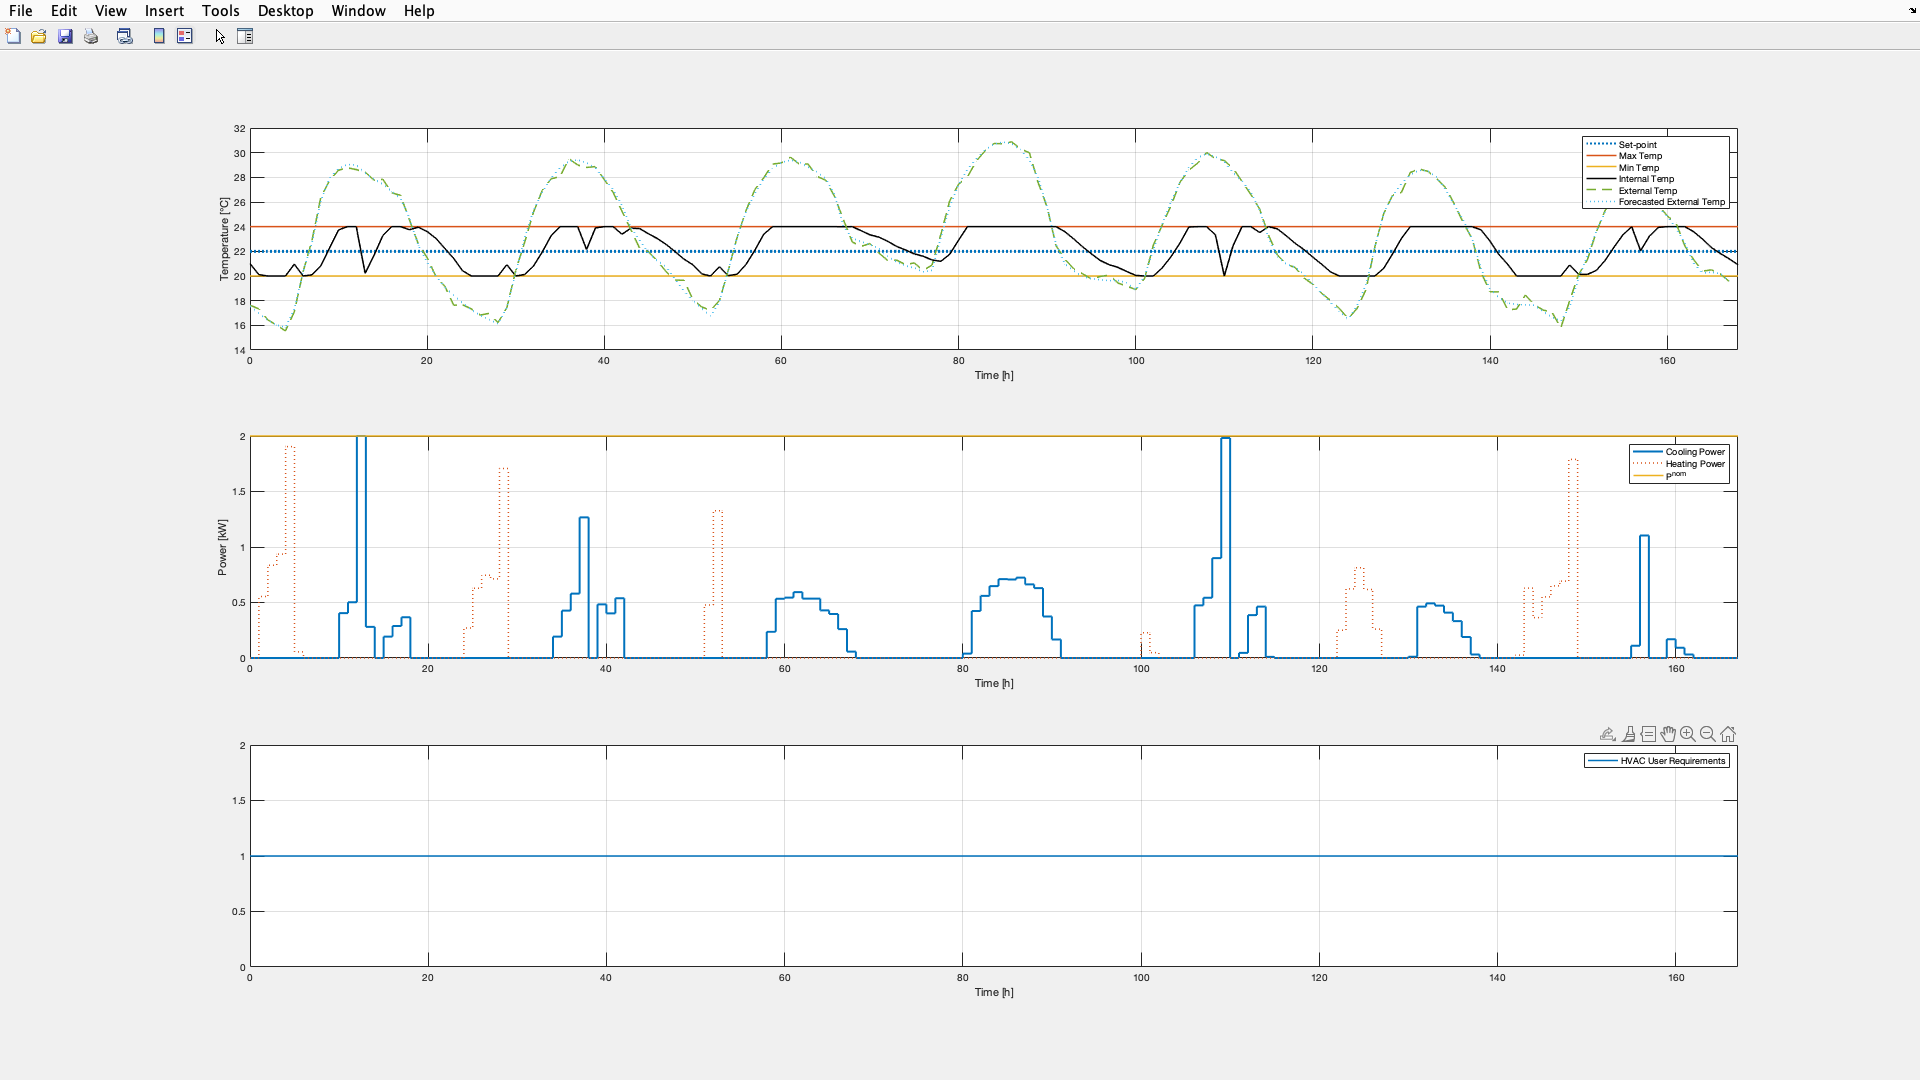 File Edit View Insert Tools Desktop Window Help
32
30
28
26
24
22
20
18
16
14
Temperature [°C]
0 20 40 60 80 100 120 140 160
Time [h]
Set-point
Max Temp
Min Temp
Internal Temp
External Temp
Forecasted External Temp
2
1.5
1
0.5
0
Power [kW]
0 20 40 60 80 100 120 140 160
Time [h]
Cooling Power
Heating Power
P^nom
2
1.5
1
0.5
0
0 20 40 60 80 100 120 140 160
Time [h]
HVAC User Requirements